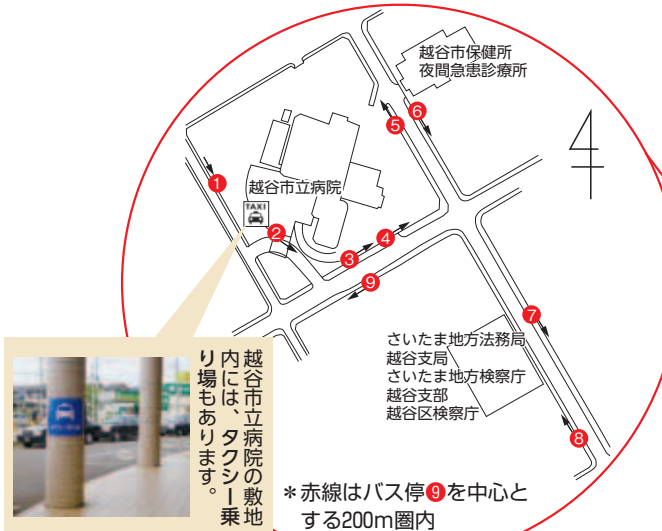 越谷市保健所
夜間急患診療所
6
5
1
越谷市立病院
TAXI
2
3
4
9
7
さいたま地方法務局
越谷支局
さいたま地方検察庁
越谷支部
越谷区検察庁
8
越谷市立病院の敷地
内には、タクシー乗
り場もあります。
*赤線はバス停9を中心と
する200m圏内